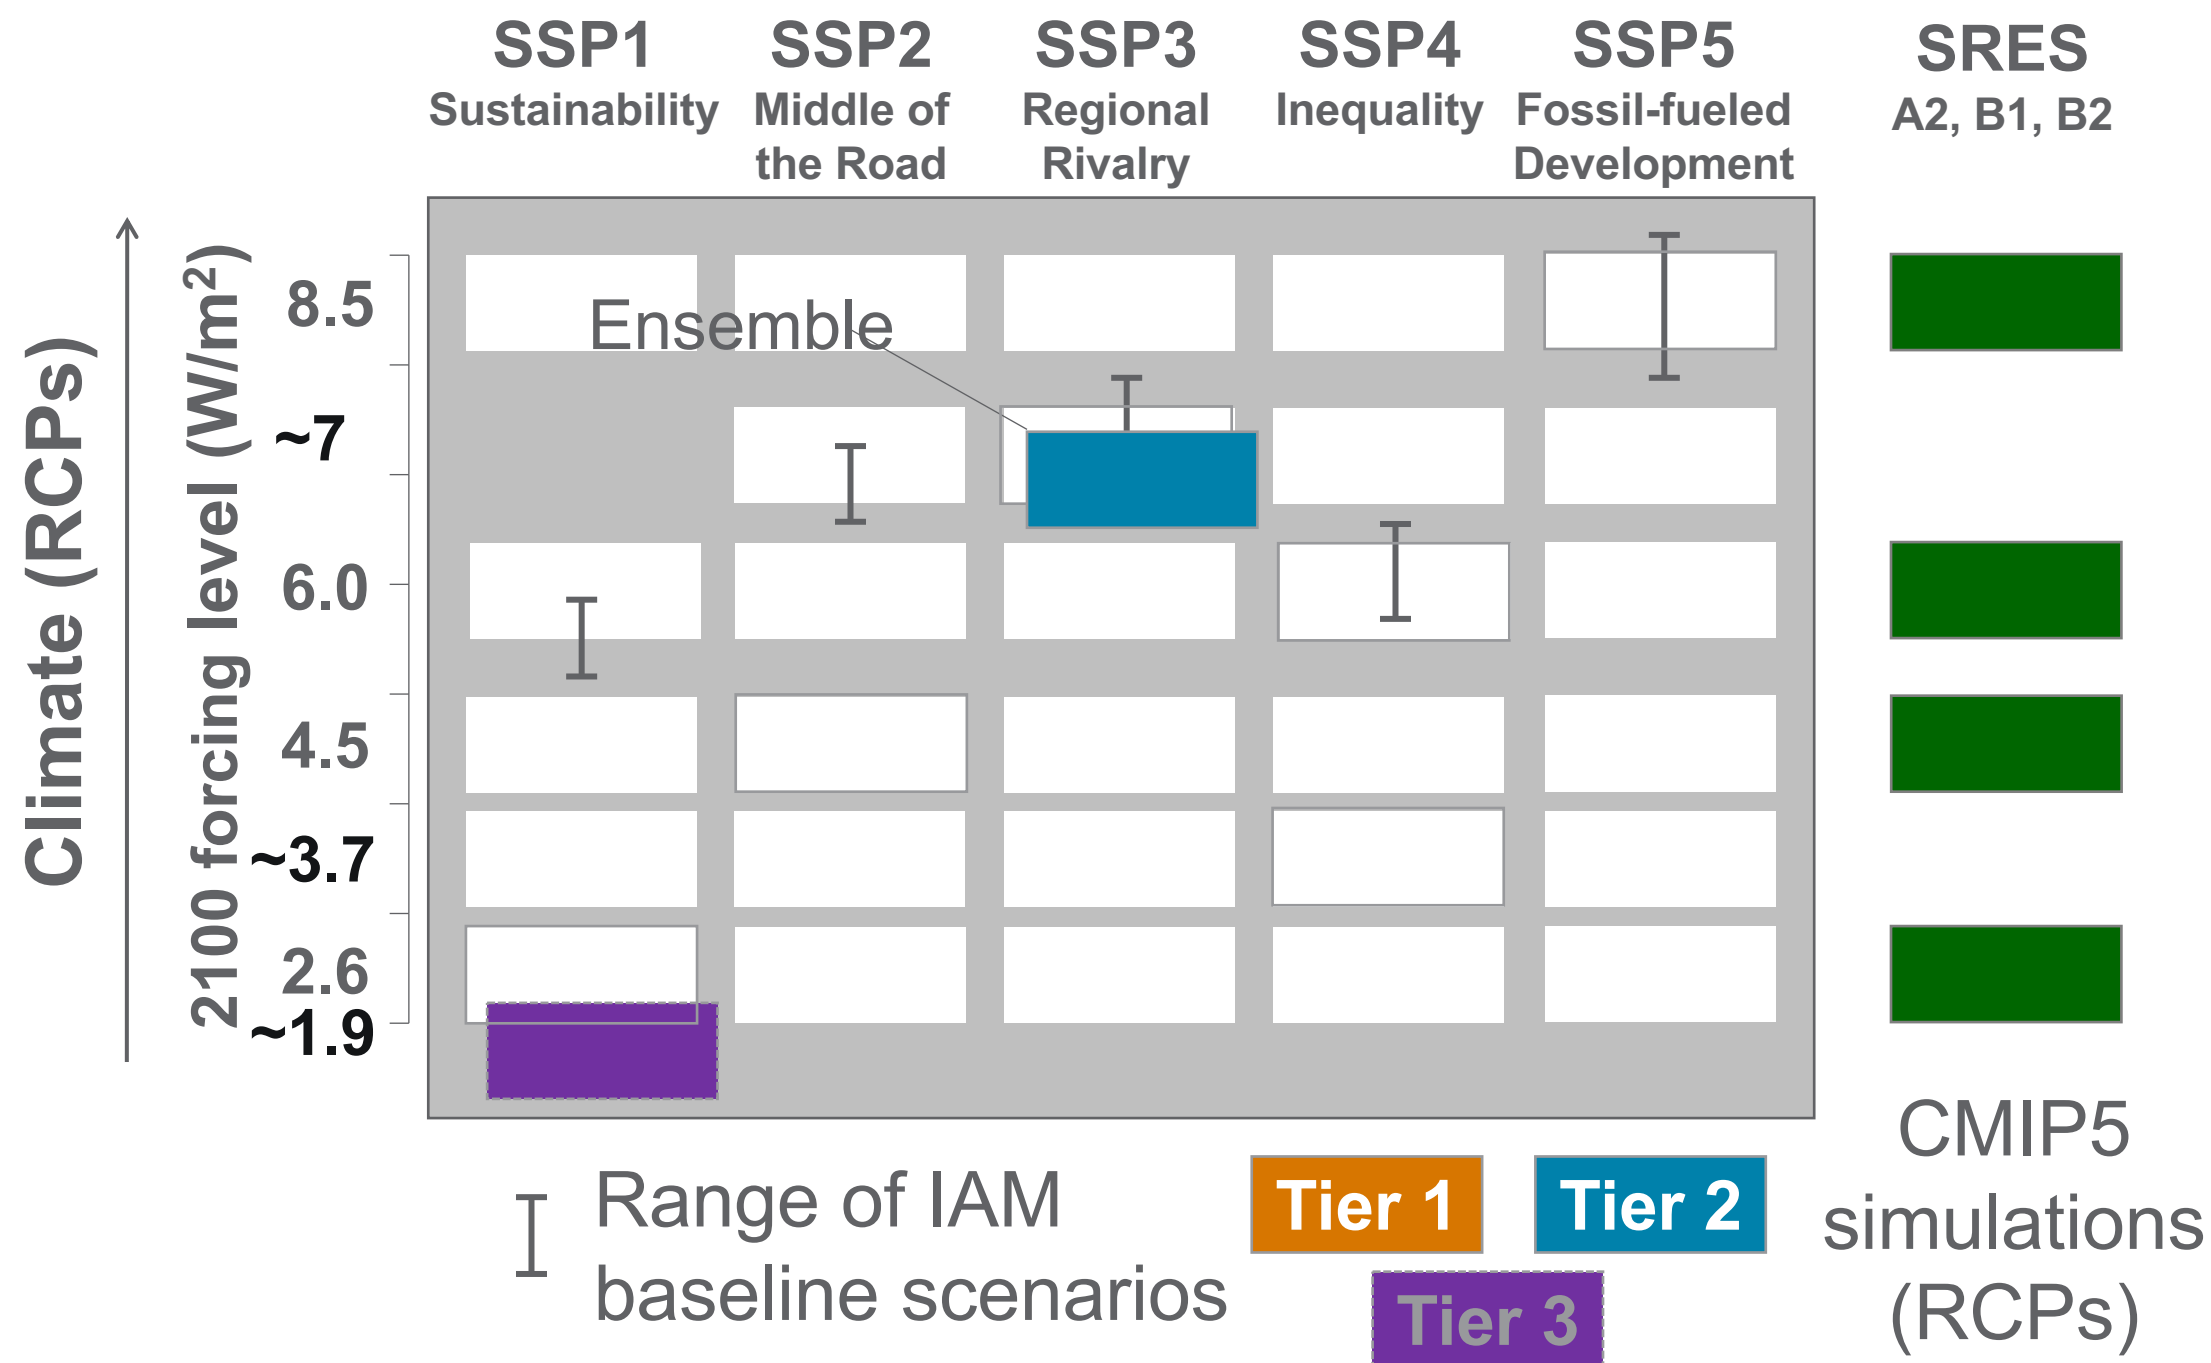 SSP1
SSP2
SSP3
SSP4
SSP5
SRES
Sustainability
Middle of
the Road
Regional
Rivalry
Inequality
Fossil-fueled
Development
A2, B1, B2
Climate (RCPs)
2100 forcing level (W/m²)
8.5
~7
6.0
4.5
~3.7
2.6
~1.9
Ensemble
Range of IAM
baseline scenarios
Tier 1
Tier 2
Tier 3
CMIP5
simulations
(RCPs)